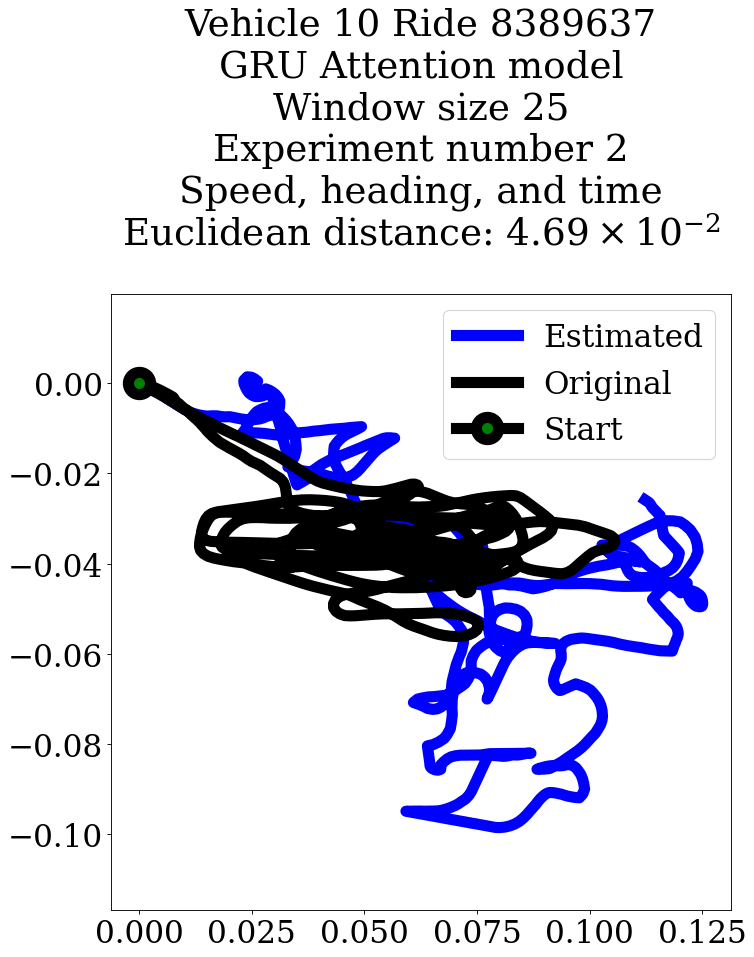 Vehicle 10 Ride 8389637
GRU Attention model
Window size 25
Experiment number 2
Speed, heading, and time
Euclidean distance: 4.69 × 10⁻²
Estimated
Original
Start
0.00
−0.02
−0.04
−0.06
−0.08
−0.10
0.000 0.025 0.050 0.075 0.100 0.125